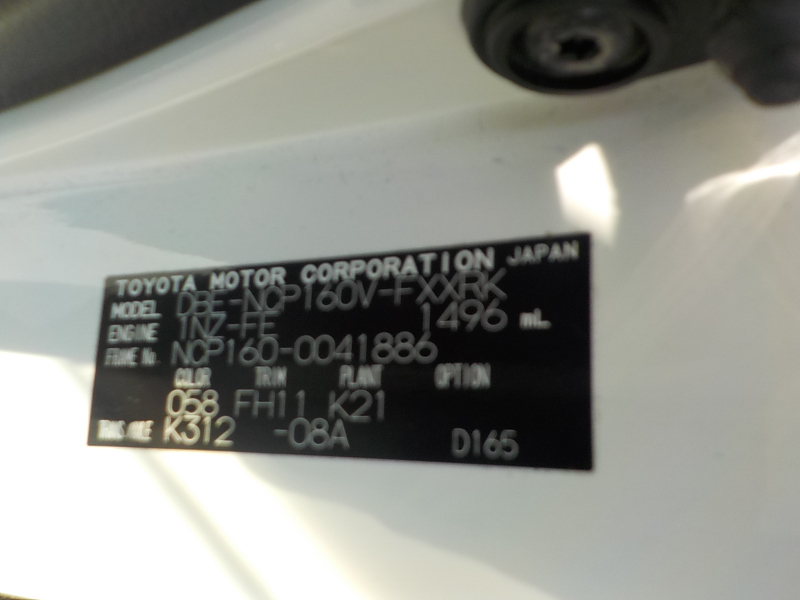 TOYOTA MOTOR CORPORATION JAPAN
MODEL DBE-NCP160V-FXXRK
ENGINE 1NZ-FE 1496 mL
FRAME No. NCP160-0041886
COLOR TRIM PLANT OPTION
058 FH11 K21
TRANS/AXLE K312 -08A D165